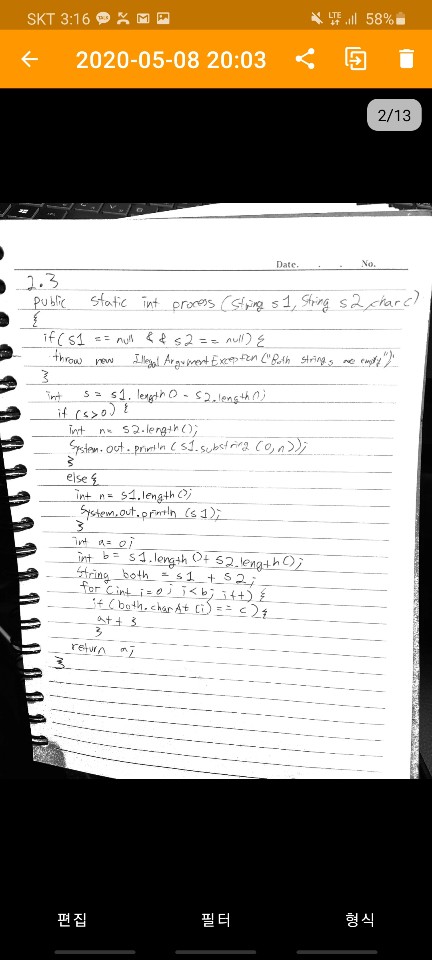 SKT 3:16
LTE
58%
2020-05-08 20:03
2/13
Date. . . No.
2.3
public static int process (String s1, String s2, char c)
{
if(s1 == null && s2 == null) {
throw new IllegalArgumentException ("Both strings are empty")
}
int s = s1.length() - s2.length();
if (s>0) {
int n= s2.length();
System.out.println (s1.substring (0,n));
}
else {
int n= s1.length();
System.out.println (s1);
}
int a= 0;
int b= s1.length()+ s2.length();
String both = s1 + s2;
for (int i=0; i<b; i++) {
if (both.charAt (i) == c) {
a++ }
}
return a;
}
편집 필터 형식